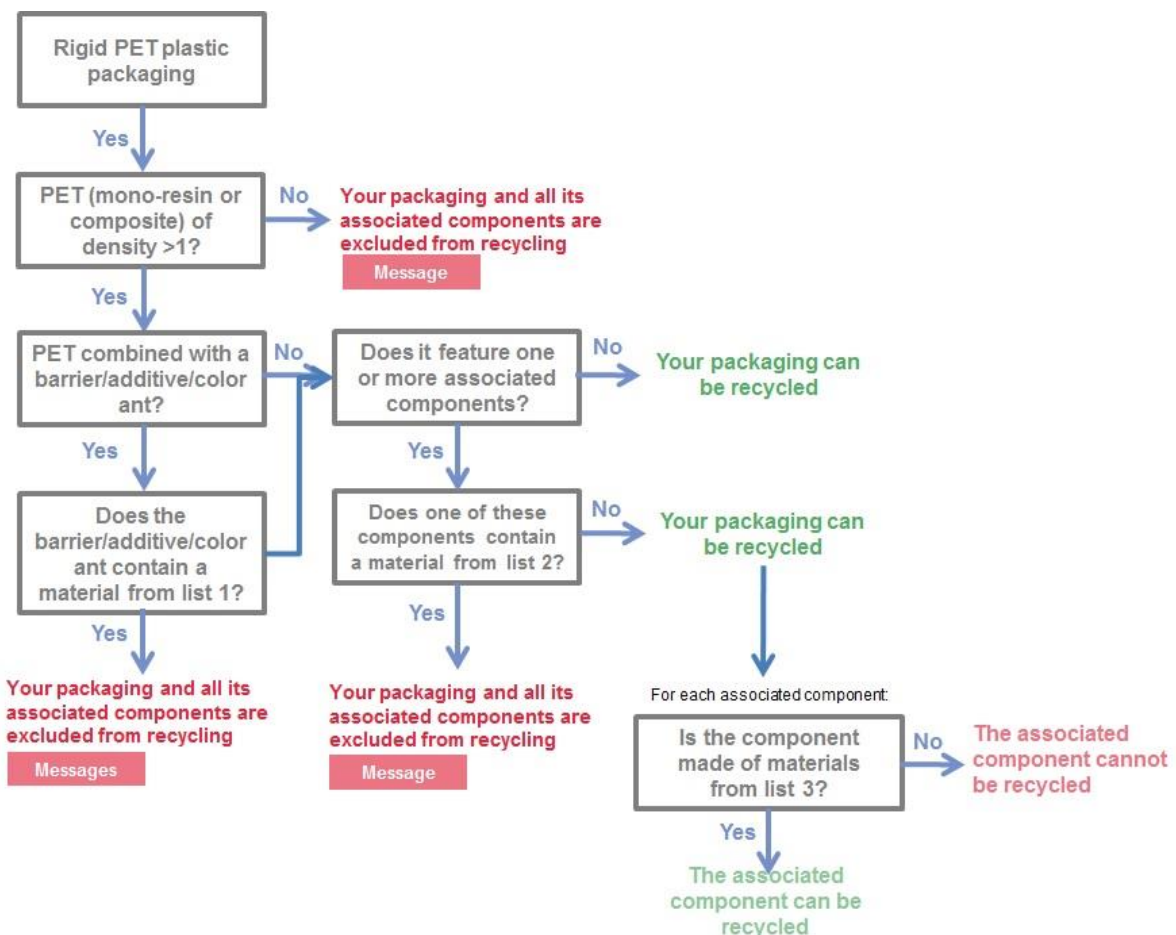 Rigid PET plastic
packaging
Yes
PET (mono-resin or
composite) of
density >1?
No
Your packaging and all its
associated components are
excluded from recycling
Message
Yes
PET combined with a
barrier/additive/color
ant?
No
Does it feature one
or more associated
components?
No
Your packaging can
be recycled
Yes
Yes
Does the
barrier/additive/color
ant contain a
material from list 1?
Does one of these
components contain
a material from list 2?
No
Your packaging can
be recycled
Yes
Yes
Your packaging and all its
associated components are
excluded from recycling
Messages
Your packaging and all its
associated components are
excluded from recycling
Message
For each associated component:
Is the component
made of materials
from list 3?
No
The associated
component cannot
be recycled
Yes
The associated
component can be
recycled